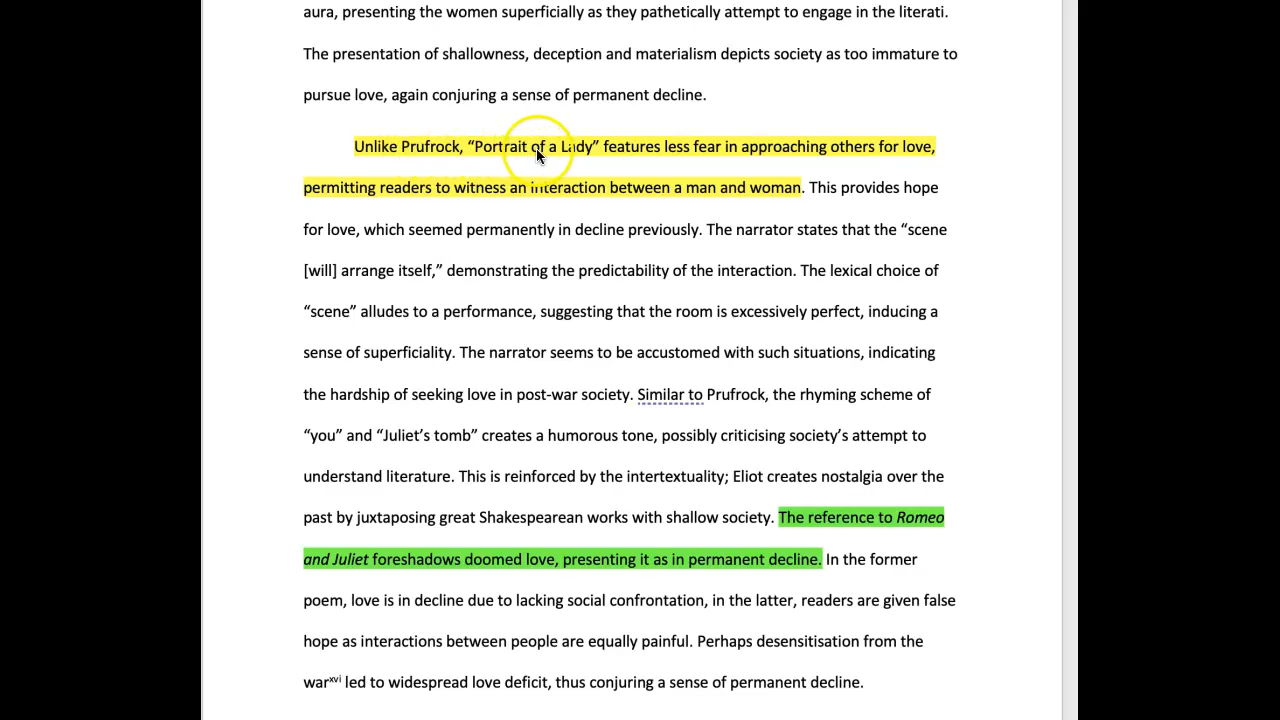 aura, presenting the women superficially as they pathetically attempt to engage in the literati.
The presentation of shallowness, deception and materialism depicts society as too immature to
pursue love, again conjuring a sense of permanent decline.
Unlike Prufrock, “Portrait of a Lady” features less fear in approaching others for love,
permitting readers to witness an interaction between a man and woman. This provides hope
for love, which seemed permanently in decline previously. The narrator states that the “scene
[will] arrange itself,” demonstrating the predictability of the interaction. The lexical choice of
“scene” alludes to a performance, suggesting that the room is excessively perfect, inducing a
sense of superficiality. The narrator seems to be accustomed with such situations, indicating
the hardship of seeking love in post-war society. Similar to Prufrock, the rhyming scheme of
“you” and “Juliet’s tomb” creates a humorous tone, possibly criticising society’s attempt to
understand literature. This is reinforced by the intertextuality; Eliot creates nostalgia over the
past by juxtaposing great Shakespearean works with shallow society. The reference to Romeo
and Juliet foreshadows doomed love, presenting it as in permanent decline. In the former
poem, love is in decline due to lacking social confrontation, in the latter, readers are given false
hope as interactions between people are equally painful. Perhaps desensitisation from the
warxvi led to widespread love deficit, thus conjuring a sense of permanent decline.